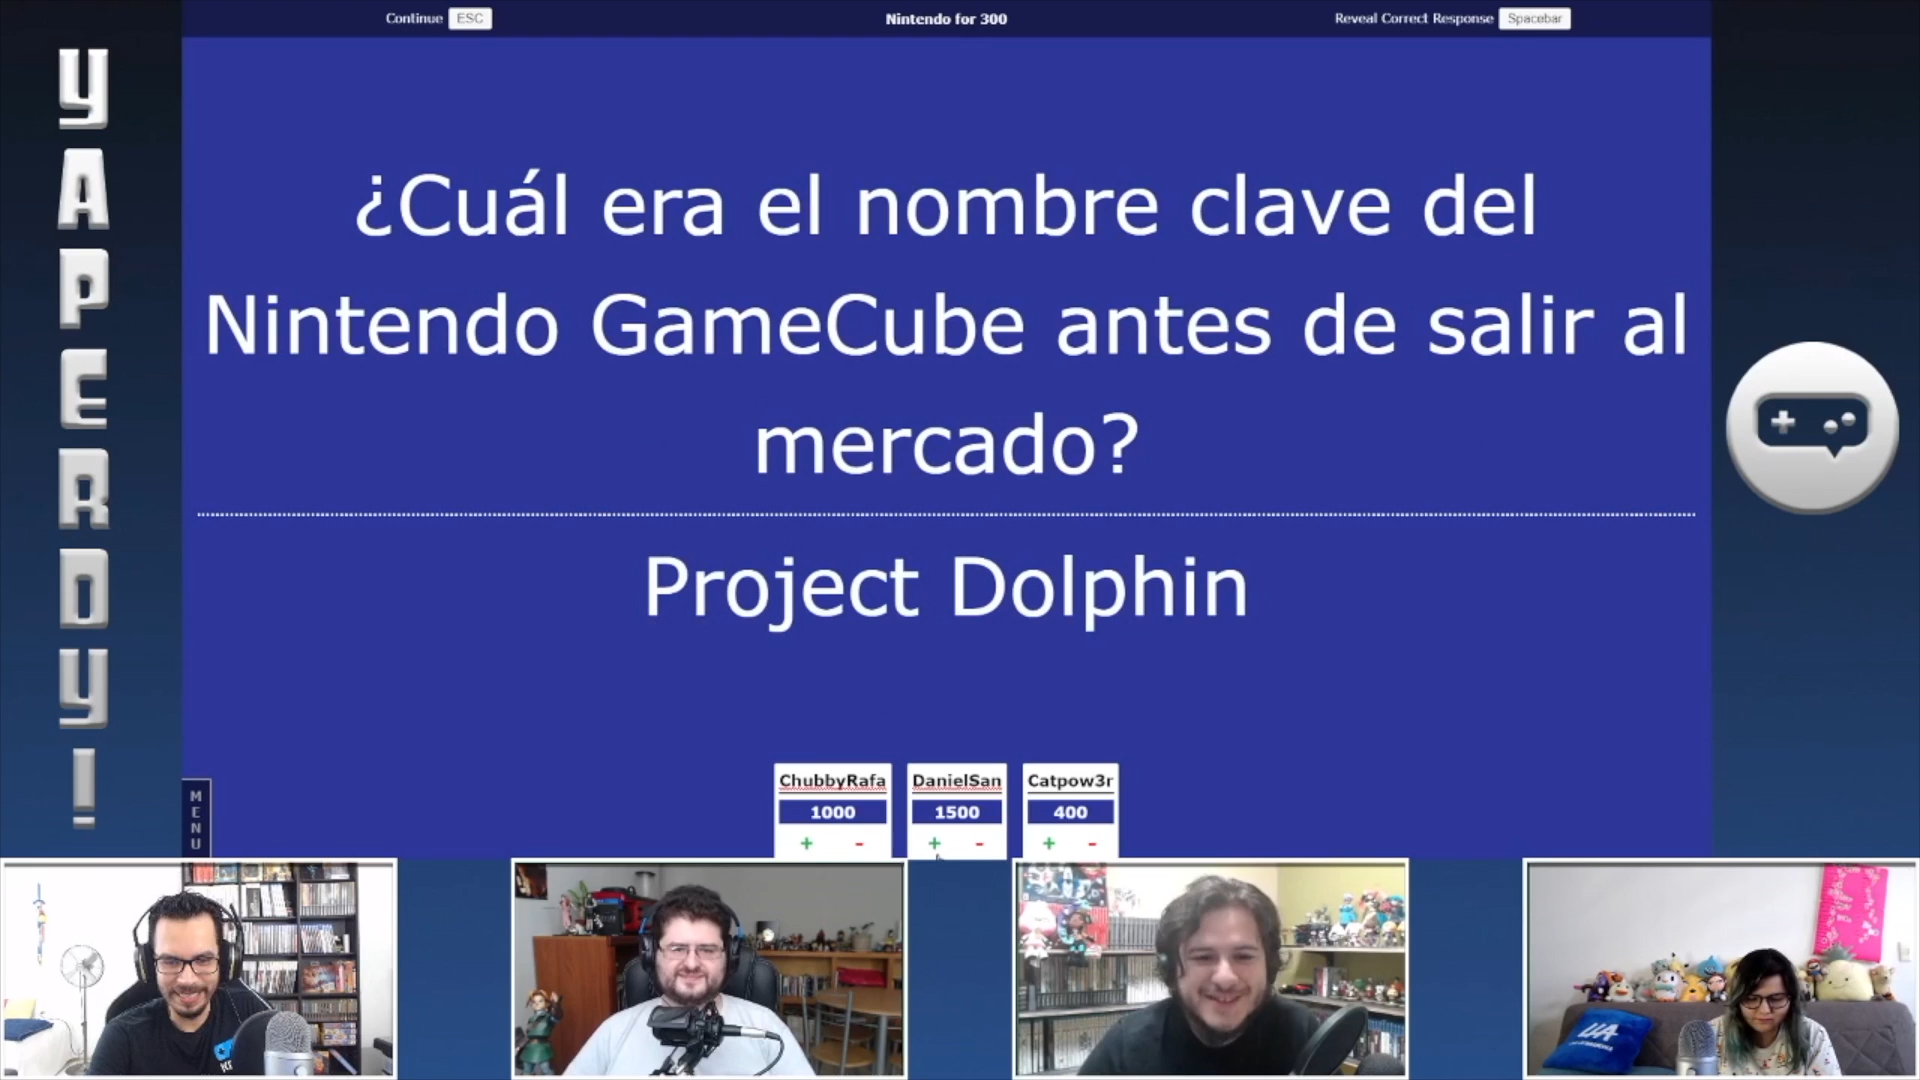 Continue ESC
Nintendo for 300
Reveal Correct Response Spacebar
YAPERDY!
¿Cuál era el nombre clave del
Nintendo GameCube antes de salir al
mercado?
Project Dolphin
MENU
ChubbyRafa
1000
+ -
DanielSan
1500
+ -
Catpow3r
400
+ -